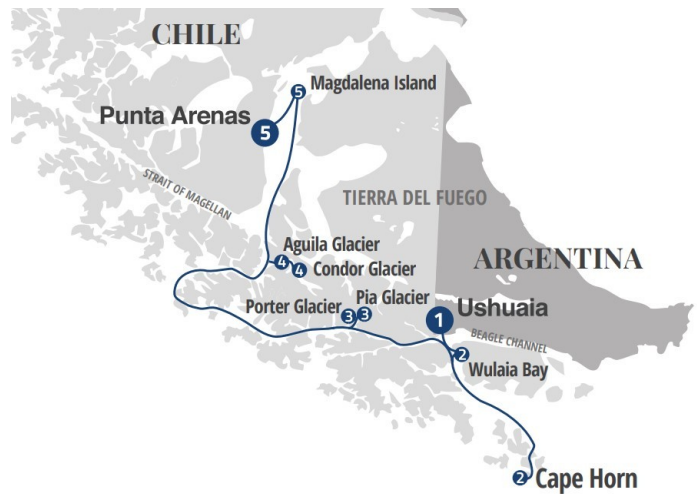 CHILE
5 Magdalena Island
Punta Arenas
5
STRAIT OF MAGELLAN
TIERRA DEL FUEGO
Aguila Glacier
4
4 Condor Glacier
ARGENTINA
Pia Glacier
Porter Glacier 3 3
1 Ushuaia
BEAGLE CHANNEL
2
Wulaia Bay
2 Cape Horn